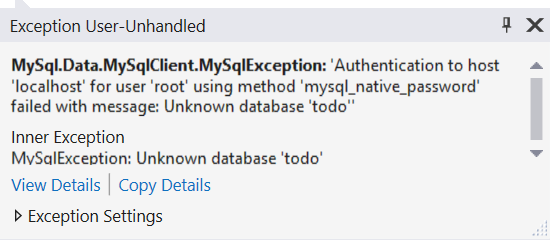 Exception User-Unhandled
MySql.Data.MySqlClient.MySqlException: 'Authentication to host
'localhost' for user 'root' using method 'mysql_native_password'
failed with message: Unknown database 'todo''
Inner Exception
MySqlException: Unknown database 'todo'
View Details | Copy Details
Exception Settings